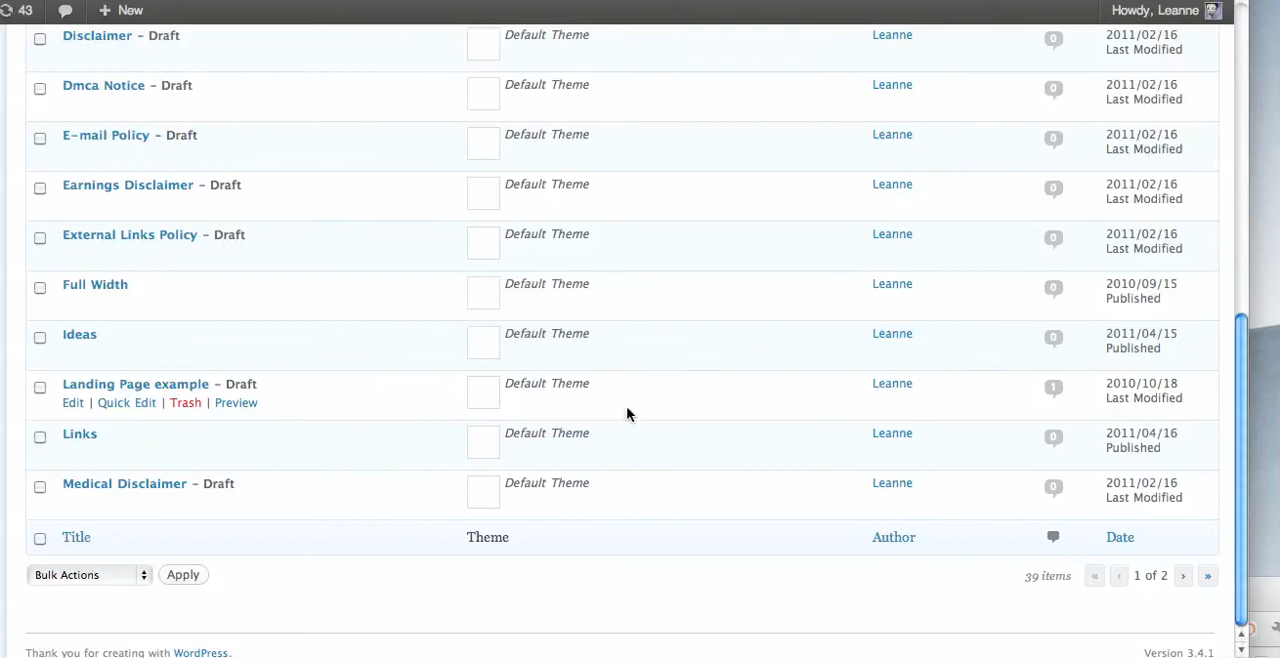 43 + New Howdy, Leanne
Disclaimer - Draft Default Theme Leanne 0 2011/02/16
Last Modified
Dmca Notice - Draft Default Theme Leanne 0 2011/02/16
Last Modified
E-mail Policy - Draft Default Theme Leanne 0 2011/02/16
Last Modified
Earnings Disclaimer - Draft Default Theme Leanne 0 2011/02/16
Last Modified
External Links Policy - Draft Default Theme Leanne 0 2011/02/16
Last Modified
Full Width Default Theme Leanne 0 2010/09/15
Published
Ideas Default Theme Leanne 0 2011/04/15
Published
Landing Page example - Draft Default Theme Leanne 1 2010/10/18
Edit | Quick Edit | Trash | Preview Last Modified
Links Default Theme Leanne 0 2011/04/16
Published
Medical Disclaimer - Draft Default Theme Leanne 0 2011/02/16
Last Modified
Title Theme Author Date
Bulk Actions Apply 39 items « ‹ 1 of 2 › »
Thank you for creating with WordPress. Version 3.4.1